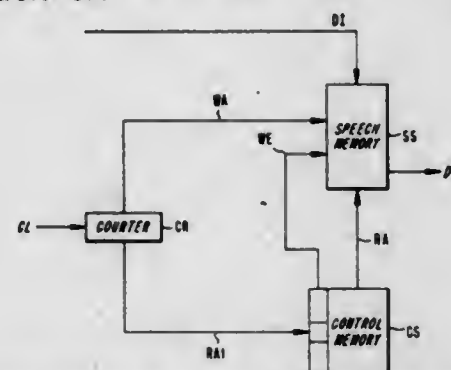 DI
WA
SPEECH MEMORY
SS
WE
D
CL
COUNTER
CR
RA
CONTROL MEMORY
CS
RA1